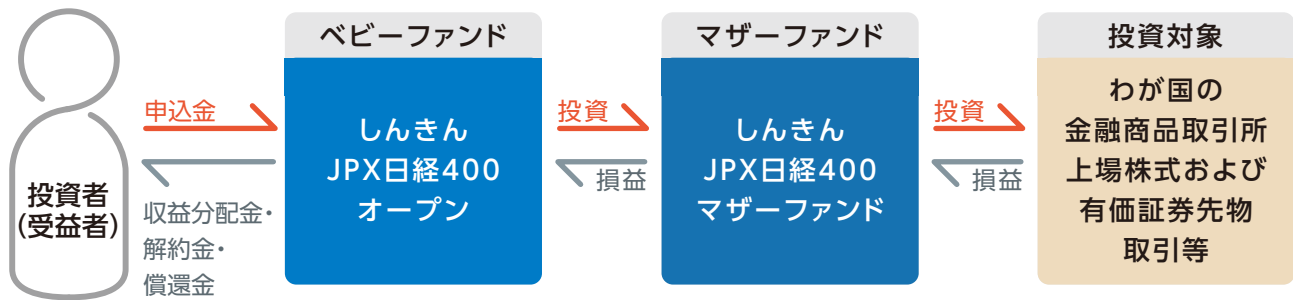 投資者
(受益者)
申込金
収益分配金・
解約金・
償還金
ベビーファンド
しんきん
JPX日経400
オープン
投資
損益
マザーファンド
しんきん
JPX日経400
マザーファンド
投資
損益
投資対象
わが国の
金融商品取引所
上場株式および
有価証券先物
取引等